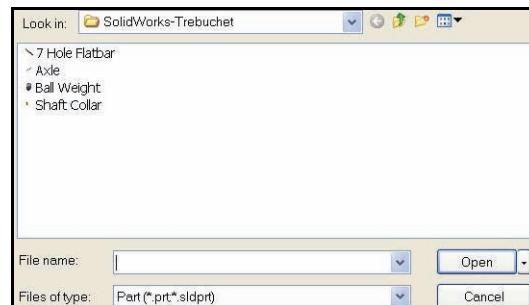 Look in: SolidWorks-Trebuchet
7 Hole Flatbar
Axle
Ball Weight
Shaft Collar
File name: Open
Files of type: Part (*.prt;*.sldprt) Cancel